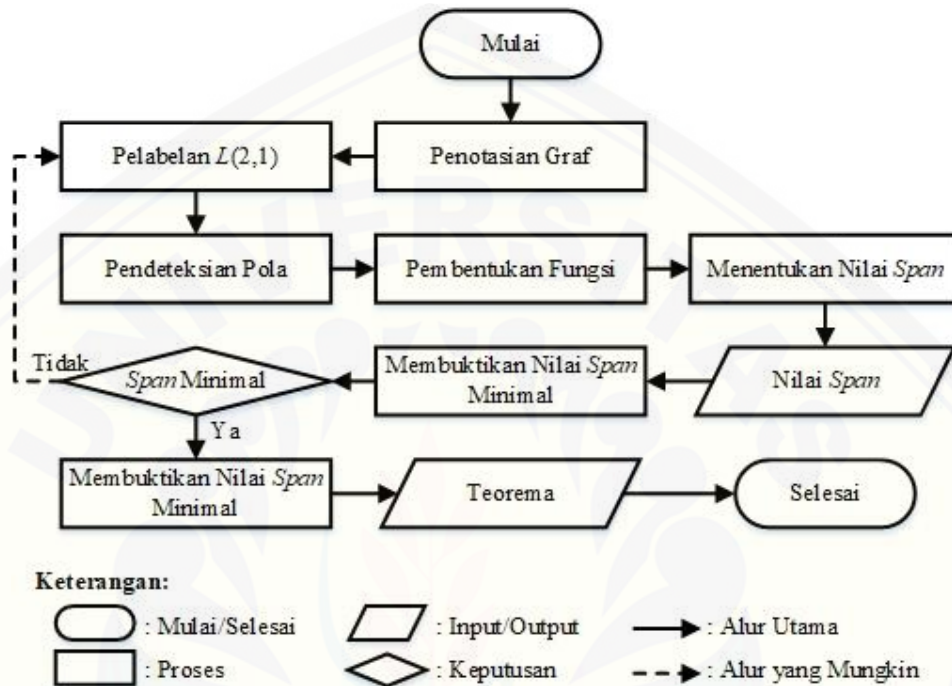 Mulai
Pelabelan L(2,1)
Penotasian Graf
Pendeteksian Pola
Pembentukan Fungsi
Menentukan Nilai Span
Tidak
Span Minimal
Membuktikan Nilai Span
Minimal
Nilai Span
Ya
Membuktikan Nilai Span
Minimal
Teorema
Selesai
Keterangan:
: Mulai/Selesai
: Input/Output
: Alur Utama
: Proses
: Keputusan
: Alur yang Mungkin
UNIVERSITAS